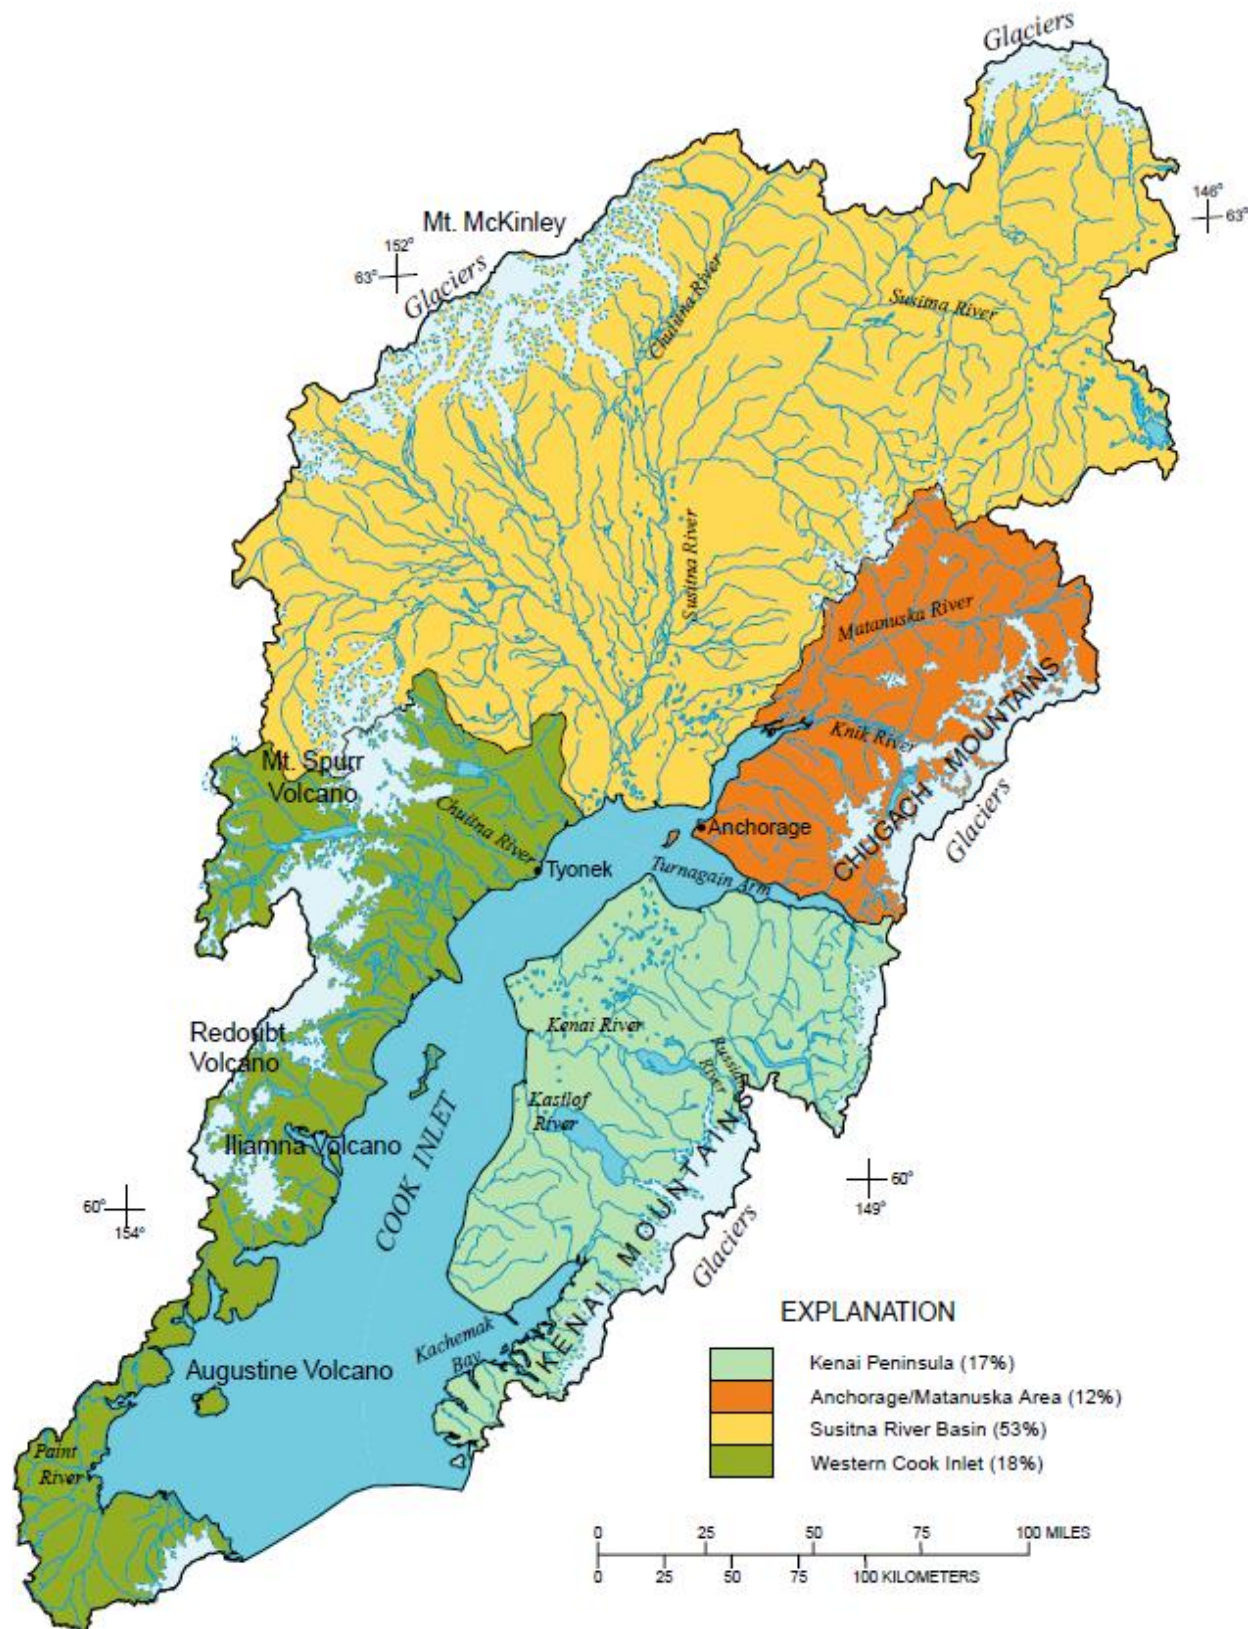 Glaciers
146°
63°
Mt. McKinley
152°
63°
Glaciers
Chulitna River
Susitna River
Susitna River
Matanuska River
CHUGACH MOUNTAINS
Knik River
Glaciers
Mt. Spurr
Volcano
Chuitna River
Anchorage
Tyonek
Turnagain Arm
Redoubt
Volcano
Kenai River
Russian
River
Kasilof
River
Iliamna Volcano
COOK INLET
60°
154°
60°
149°
KENAI MOUNTAINS
Glaciers
Kachemak
Bay
Augustine Volcano
Paint
River
EXPLANATION
Kenai Peninsula (17%)
Anchorage/Matanuska Area (12%)
Susitna River Basin (53%)
Western Cook Inlet (18%)
0 25 50 75 100 MILES
0 25 50 75 100 KILOMETERS